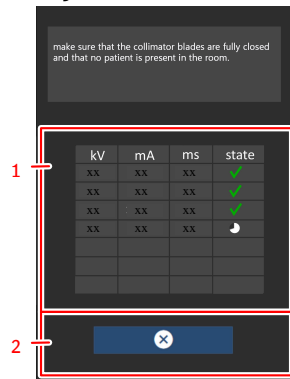 make sure that the collimator blades are fully closed
and that no patient is present in the room.
kV mA ms state
xx xx xx
xx xx xx
xx xx xx
xx xx xx
1
2